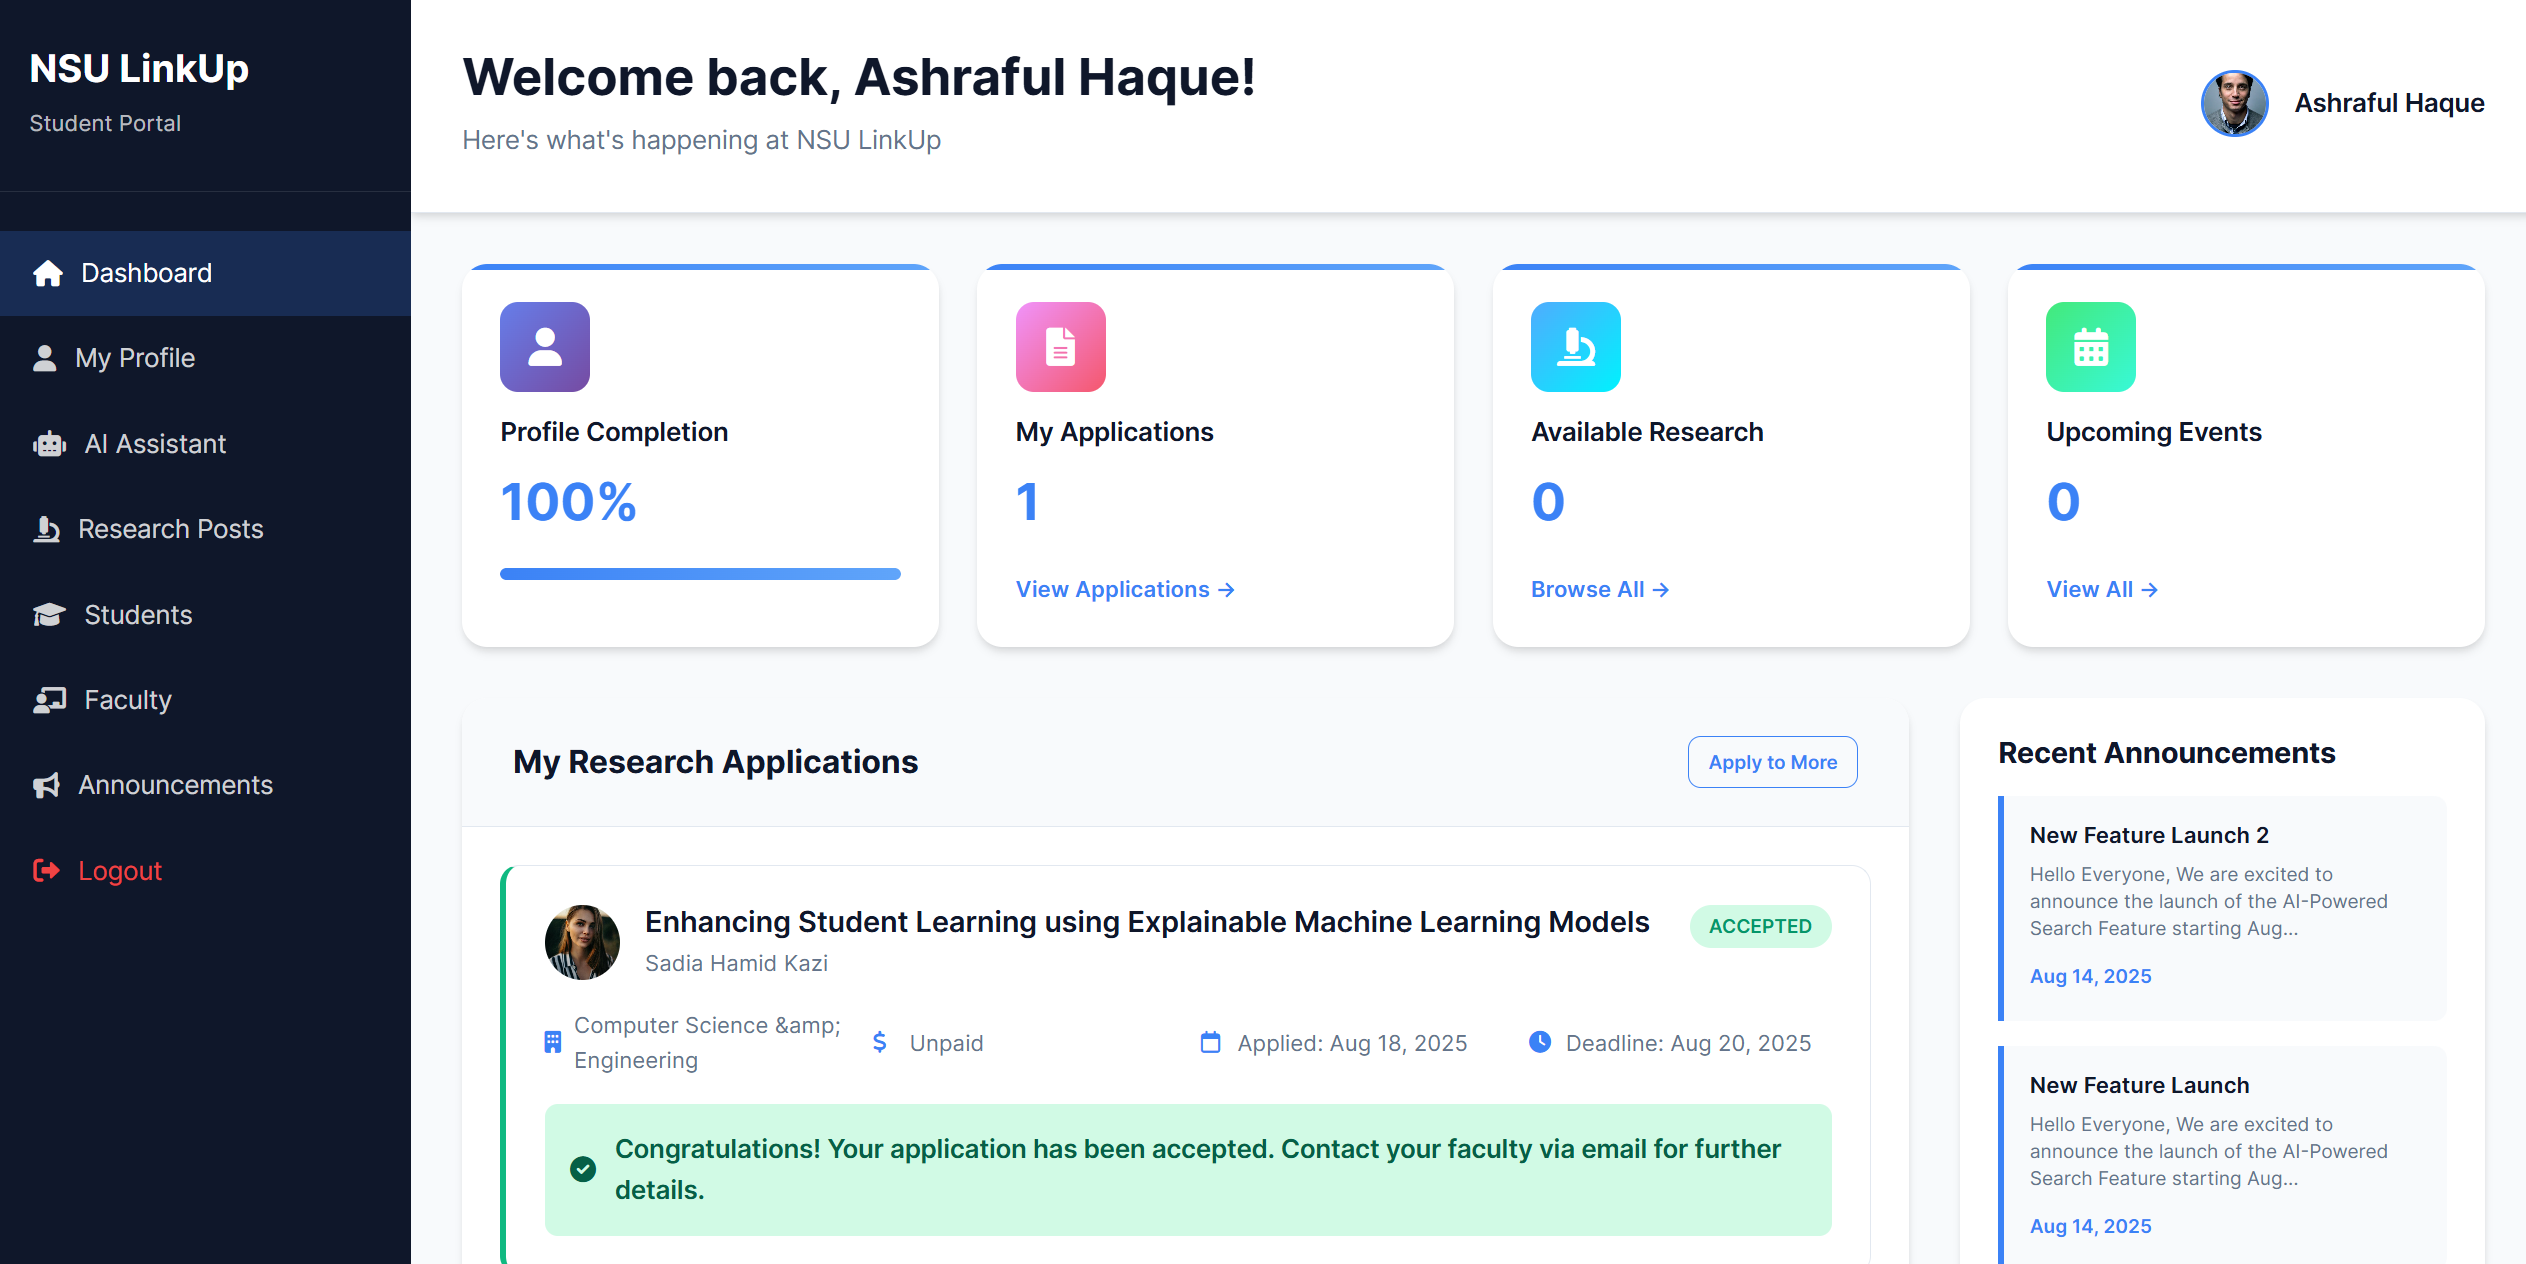 NSU LinkUp
Student Portal
Dashboard
My Profile
AI Assistant
Research Posts
Students
Faculty
Announcements
Logout
Welcome back, Ashraful Haque!
Here's what's happening at NSU LinkUp
Ashraful Haque
Profile Completion
100%
My Applications
1
View Applications →
Available Research
0
Browse All →
Upcoming Events
0
View All →
My Research Applications
Apply to More
Enhancing Student Learning using Explainable Machine Learning Models
ACCEPTED
Sadia Hamid Kazi
Computer Science &amp;
Engineering
Unpaid
Applied: Aug 18, 2025
Deadline: Aug 20, 2025
Congratulations! Your application has been accepted. Contact your faculty via email for further
details.
Recent Announcements
New Feature Launch 2
Hello Everyone, We are excited to
announce the launch of the AI-Powered
Search Feature starting Aug...
Aug 14, 2025
New Feature Launch
Hello Everyone, We are excited to
announce the launch of the AI-Powered
Search Feature starting Aug...
Aug 14, 2025